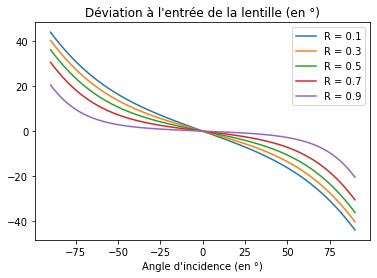 Déviation à l'entrée de la lentille (en °)
R = 0.1
R = 0.3
R = 0.5
R = 0.7
R = 0.9
40
20
0
−20
−40
−75 −50 −25 0 25 50 75
Angle d'incidence (en °)